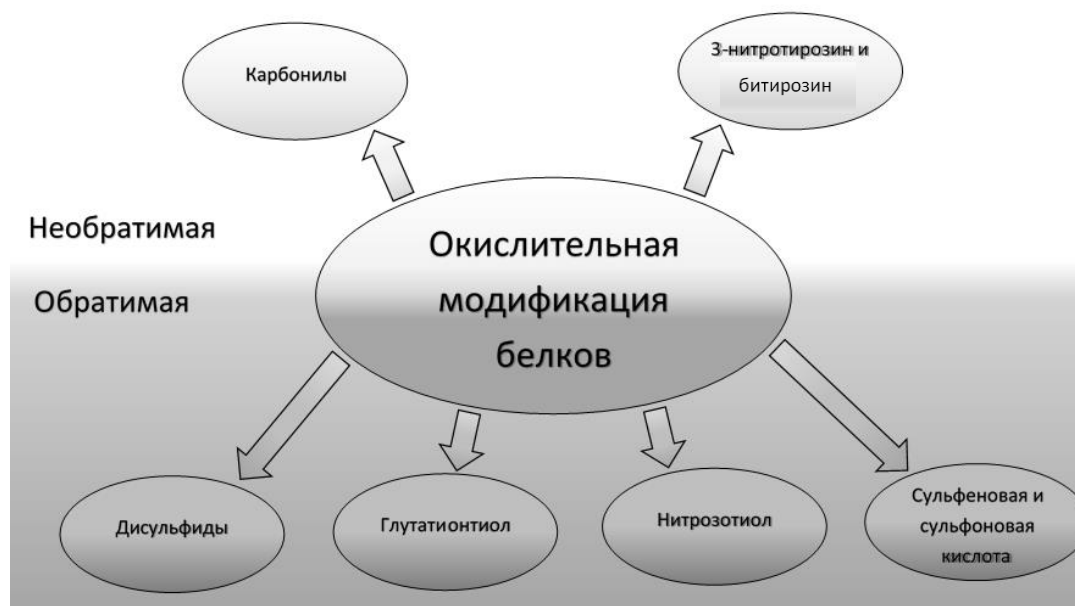 Карбонилы
3-нитротирозин и
битирозин
Необратимая
Обратимая
Окислительная
модификация
белков
Дисульфиды
Глутатионтиол
Нитрозотиол
Сульфеновая и
сульфоновая
кислота